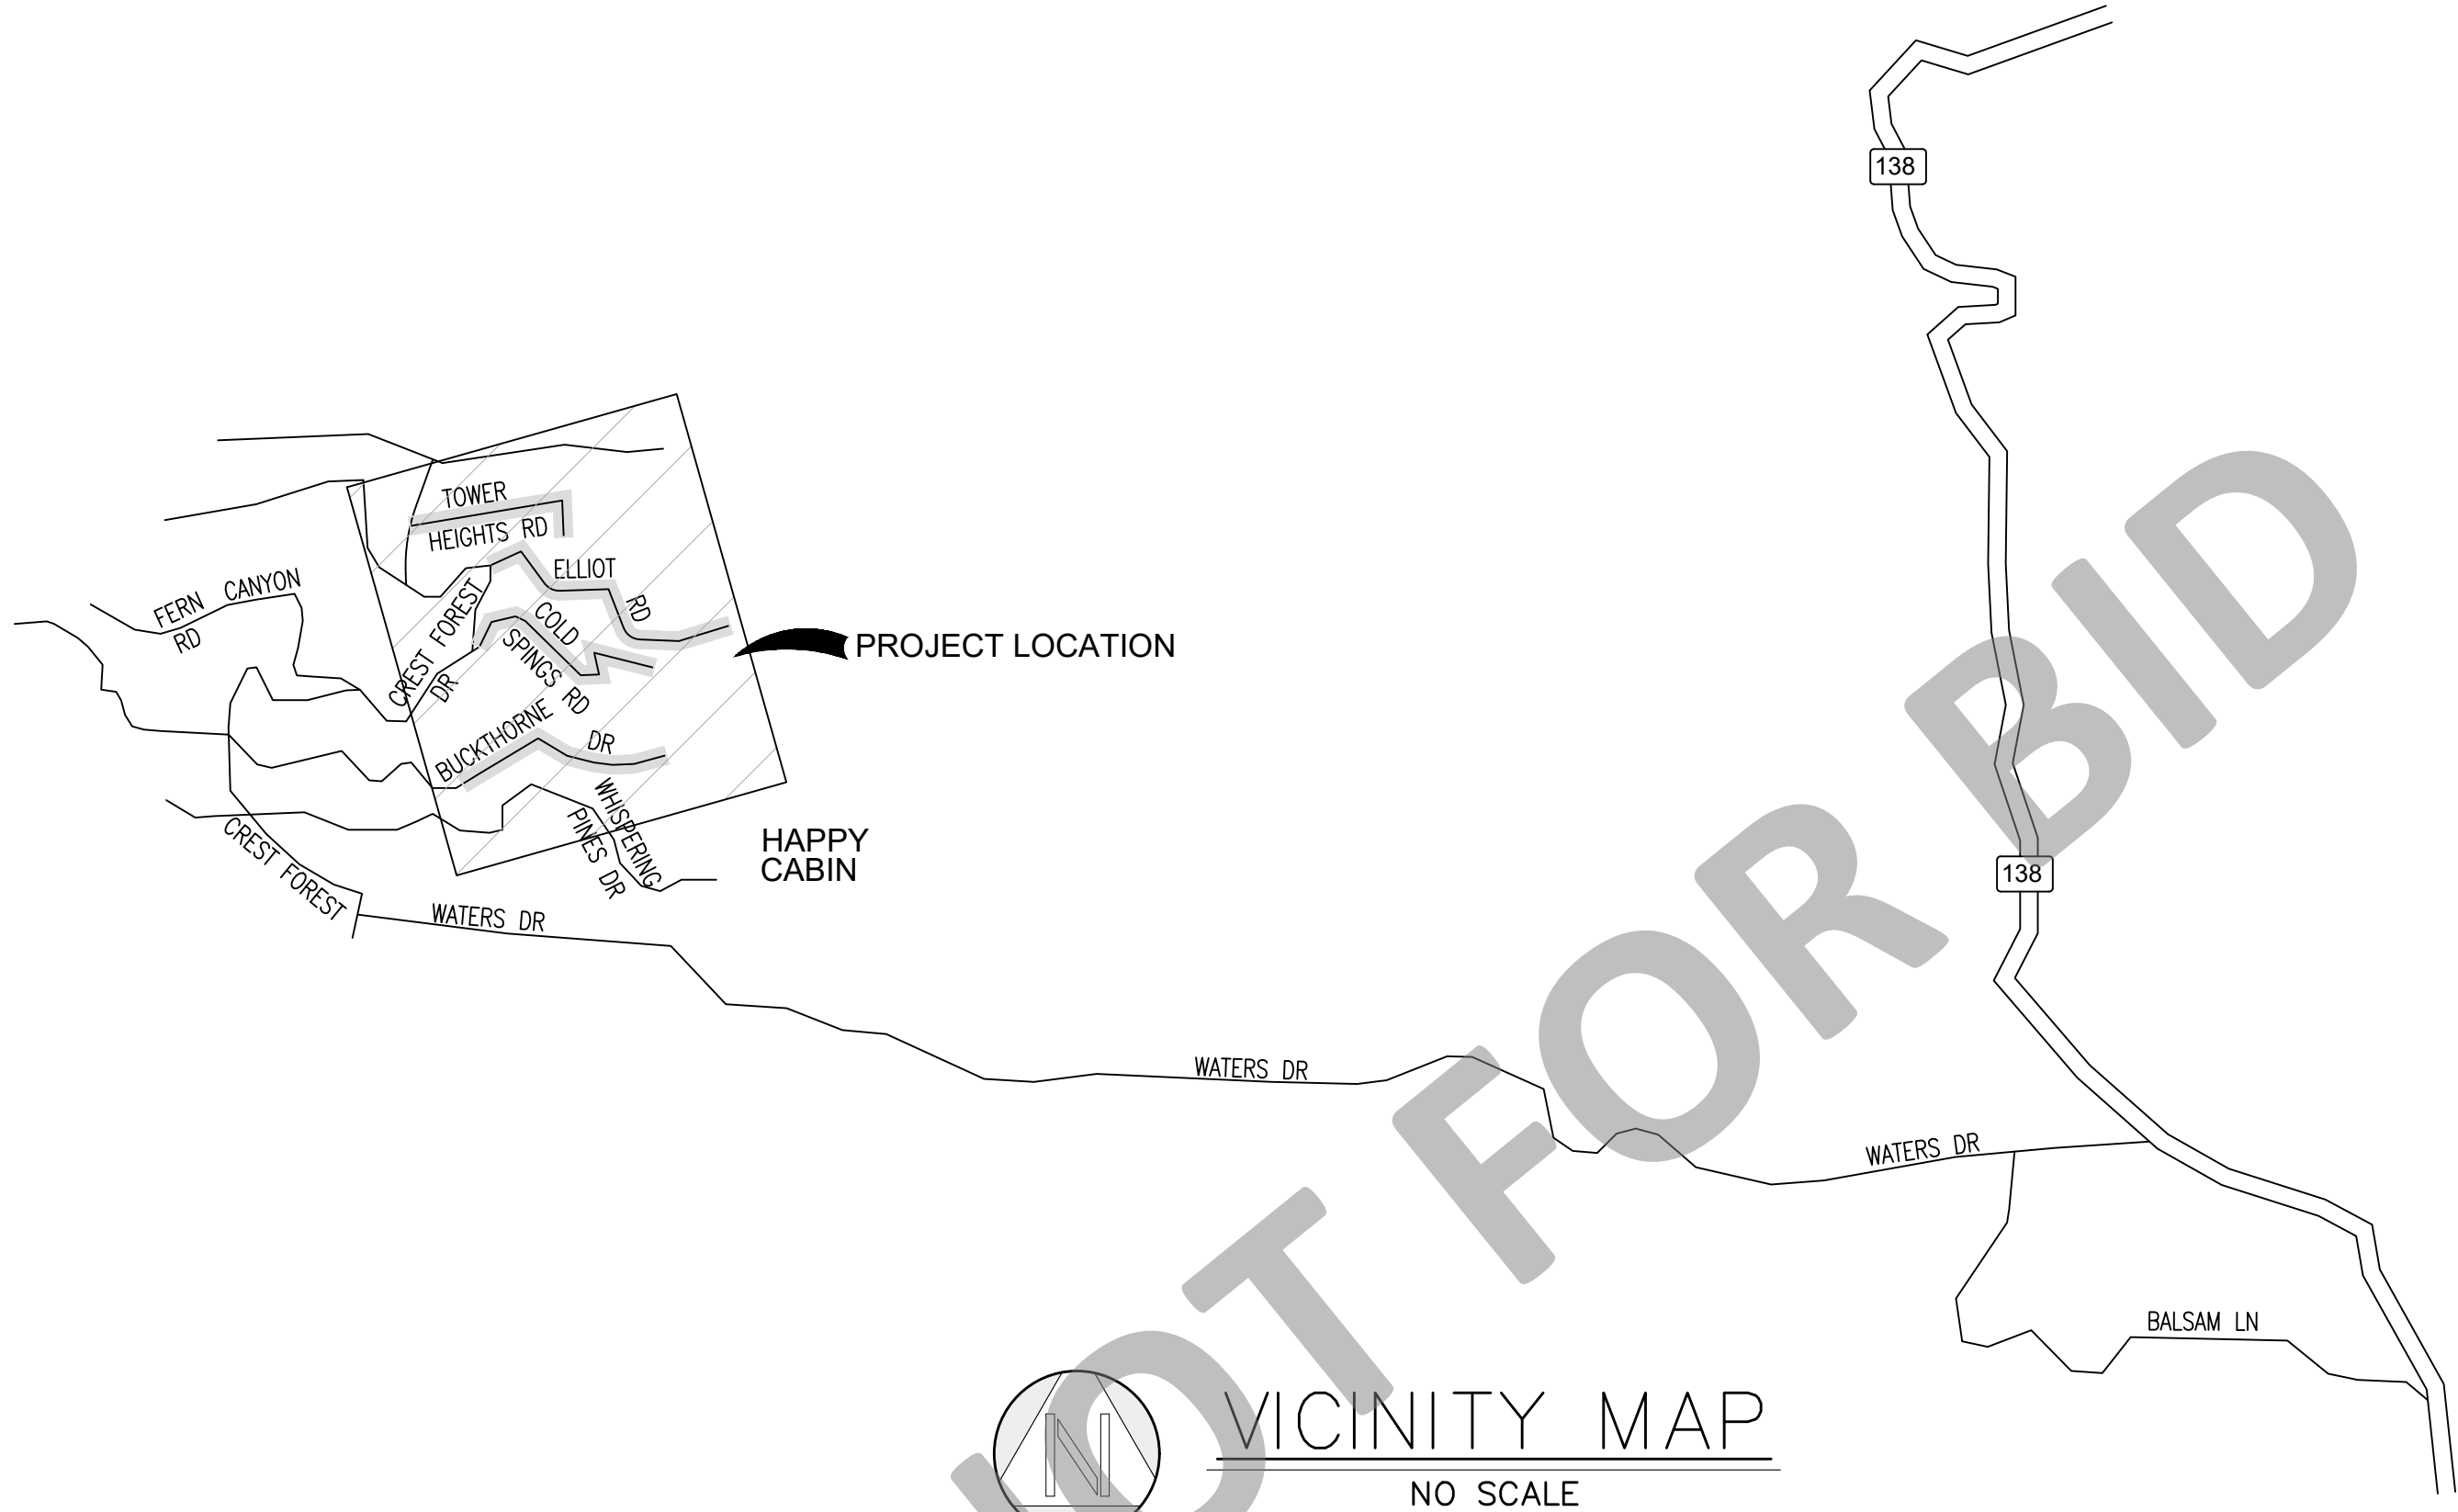 138
TOWER
HEIGHTS RD
ELLIOT
RD
FERN CANYON
RD
CREST FOREST
DR
COLD
SPINGS RD
PROJECT LOCATION
BUCKTHORNE
DR
WHISPERING
PINES DR
HAPPY
CABIN
138
CREST FOREST
WATERS DR
WATERS DR
WATERS DR
BALSAM LN
N
VICINITY MAP
NO SCALE
OT FOR BID